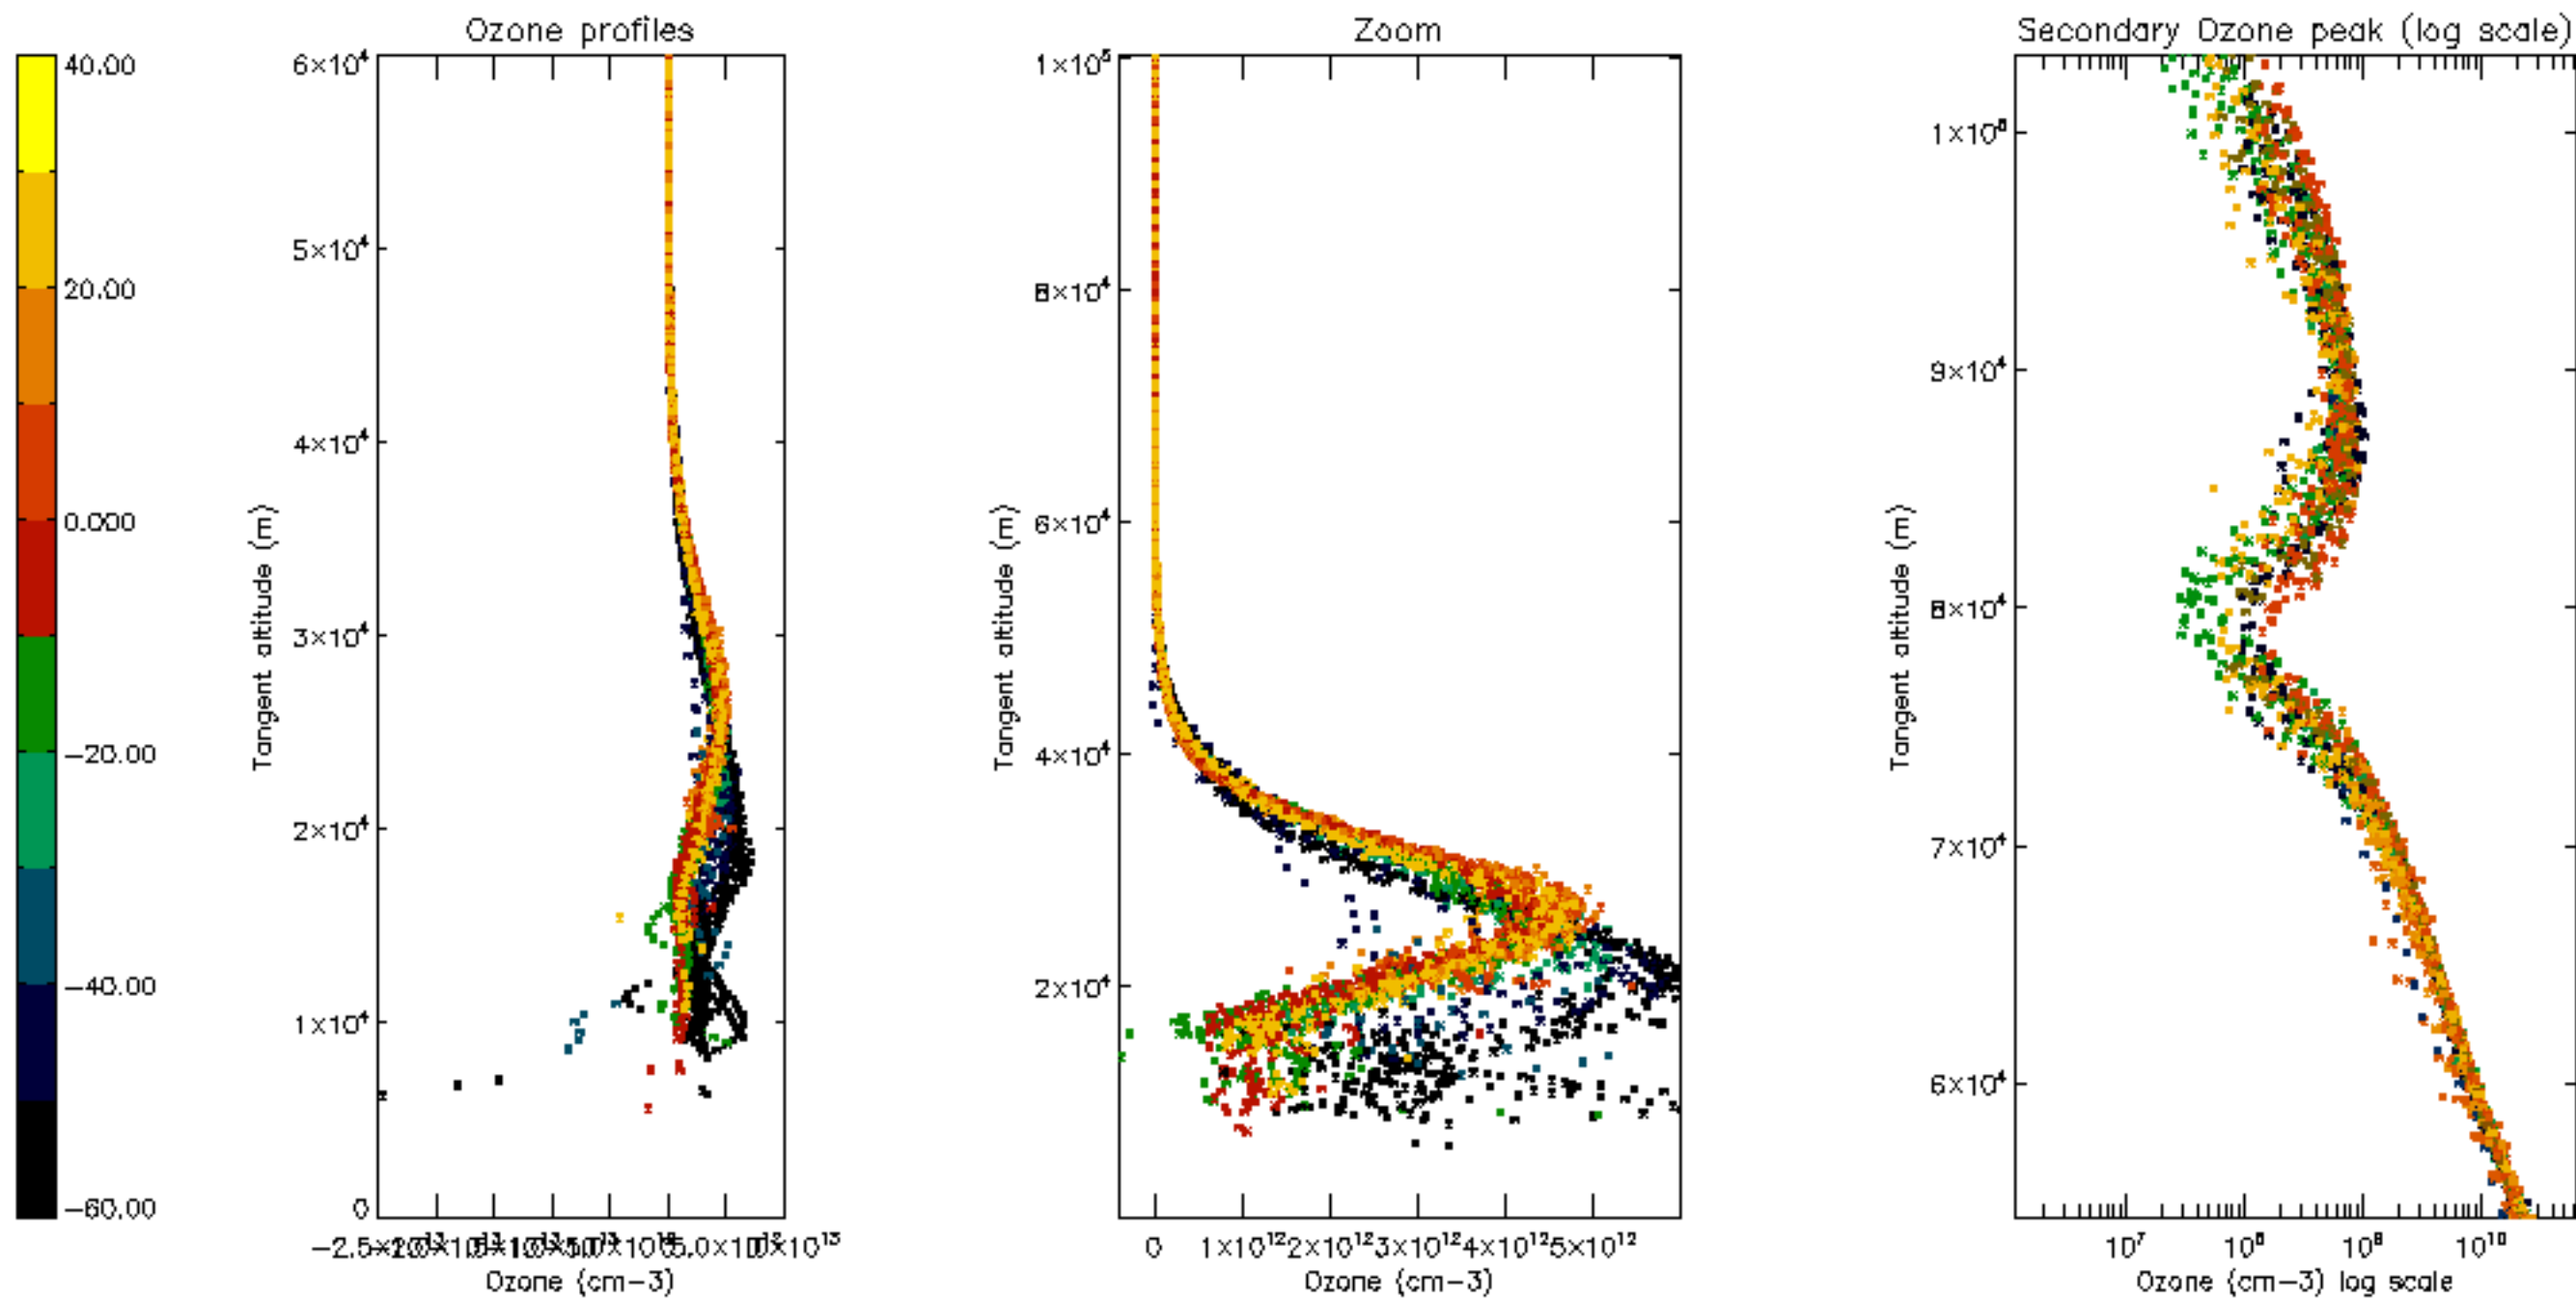 Ozone profiles
Zoom
Secondary Ozone peak (log scale)
40.00
20.00
0.000
−20.00
−40.00
−60.00
6×10⁴
5×10⁴
4×10⁴
3×10⁴
2×10⁴
1×10⁴
0
Tangent altitude (m)
Ozone (cm−3)
1×10⁵
8×10⁴
6×10⁴
4×10⁴
2×10⁴
Tangent altitude (m)
0 1×10¹² 2×10¹² 3×10¹² 4×10¹² 5×10¹²
Ozone (cm−3)
9×10⁴
8×10⁴
7×10⁴
6×10⁴
Tangent altitude (m)
10⁷ 10⁸ 10⁹ 10¹⁰
Ozone (cm−3) log scale